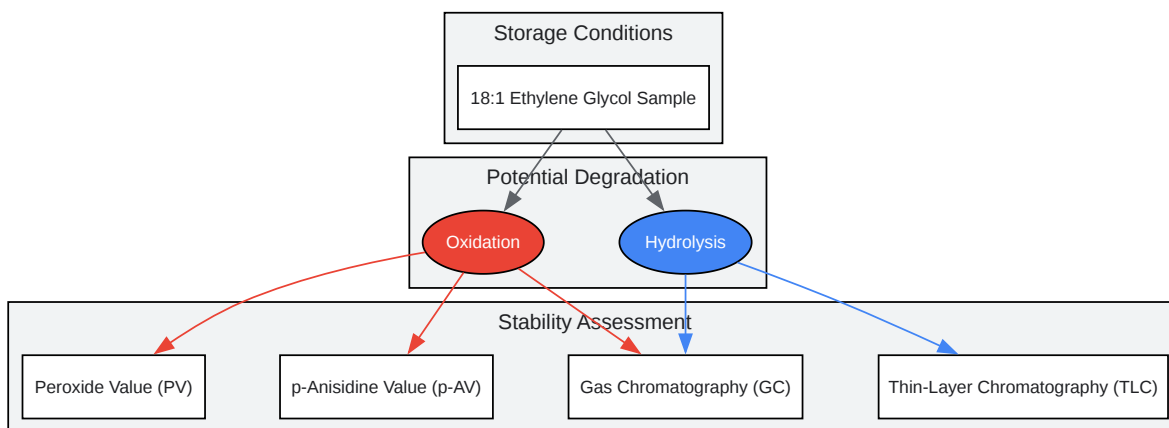 Storage Conditions
18:1 Ethylene Glycol Sample
Potential Degradation
Oxidation
Hydrolysis
Stability Assessment
Peroxide Value (PV)
p-Anisidine Value (p-AV)
Gas Chromatography (GC)
Thin-Layer Chromatography (TLC)